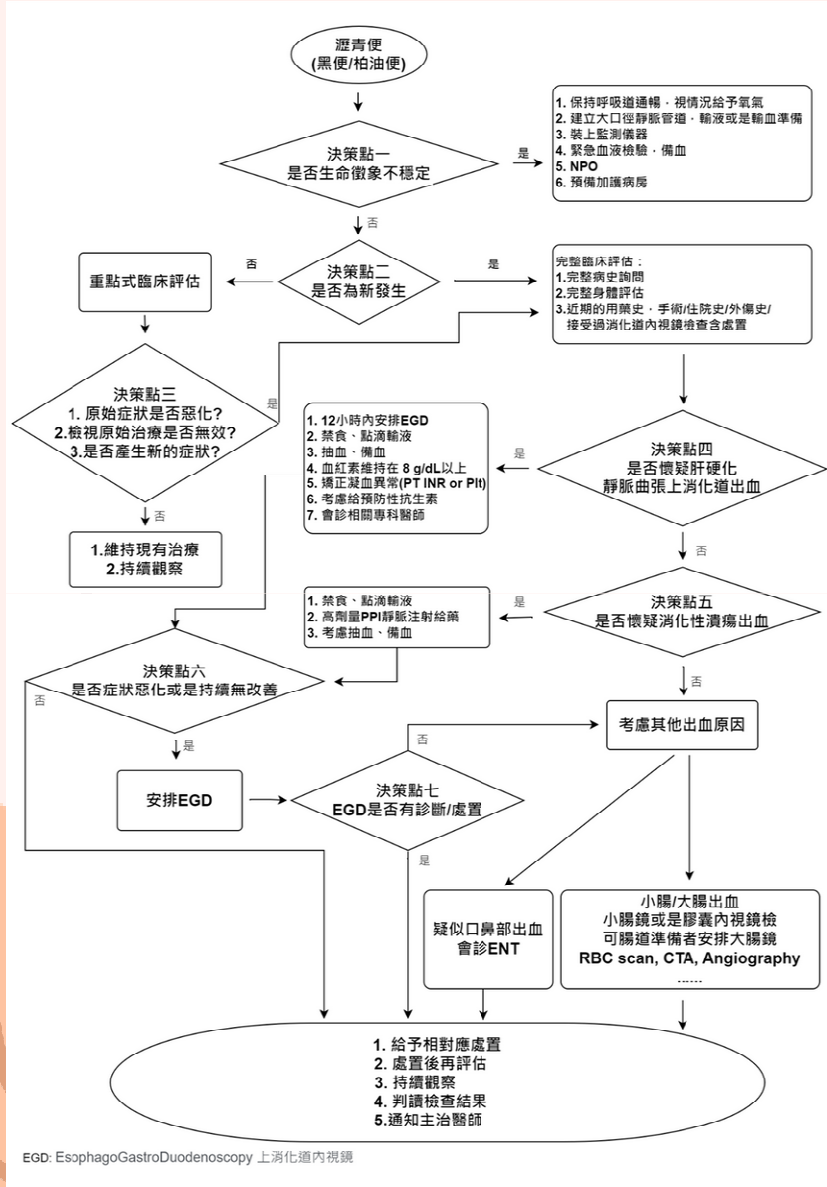 瀝青便
(黑便/柏油便)
決策點一
是否生命徵象不穩定
是
1. 保持呼吸道通暢，視情況給予氧氣
2. 建立大口徑靜脈管道，輸液或是輸血準備
3. 裝上監測儀器
4. 緊急血液檢驗，備血
5. NPO
6. 預備加護病房
否
決策點二
是否為新發生
否
是
重點式臨床評估
完整臨床評估：
1.完整病史詢問
2.完整身體評估
3.近期的用藥史，手術/住院史/外傷史/
接受過消化道內視鏡檢查含處置
決策點三
1. 原始症狀是否惡化?
2.檢視原始治療是否無效?
3.是否產生新的症狀?
是
否
1.維持現有治療
2.持續觀察
決策點四
是否懷疑肝硬化
靜脈曲張上消化道出血
是
1. 12小時內安排EGD
2. 禁食、點滴輸液
3. 抽血、備血
4. 血紅素維持在 8 g/dL以上
5. 矯正凝血異常(PT INR or Plt)
6. 考慮給預防性抗生素
7. 會診相關專科醫師
否
決策點五
是否懷疑消化性潰瘍出血
是
1. 禁食、點滴輸液
2. 高劑量PPI靜脈注射給藥
3. 考慮抽血、備血
否
決策點六
是否症狀惡化或是持續無改善
否
是
安排EGD
決策點七
EGD是否有診斷/處置
否
是
考慮其他出血原因
疑似口鼻部出血
會診ENT
小腸/大腸出血
小腸鏡或是膠囊內視鏡檢
可腸道準備者安排大腸鏡
RBC scan, CTA, Angiography
......
1. 給予相對應處置
2. 處置後再評估
3. 持續觀察
4. 判讀檢查結果
5.通知主治醫師
EGD: EsophagoGastroDuodenoscopy 上消化道內視鏡